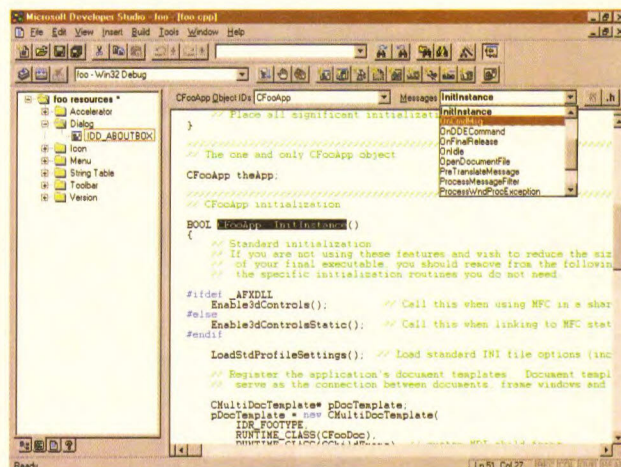 Microsoft Developer Studio - foo - [foo.cpp]
File Edit View Insert Build Tools Window Help
foo - Win32 Debug
foo resources *
Accelerator
Dialog
IDD_ABOUTBOX
Icon
Menu
String Table
Toolbar
Version
CFooApp Object IDs CFooApp Messages InitInstance .h
InitInstance
OnCmdMsg
OnDDECommand
OnFinalRelease
OnIdle
OpenDocumentFile
PreTranslateMessage
ProcessMessageFilter
ProcessWndProcException
// Place all significant initializat
}
// The one and only CFooApp object
CFooApp theApp;
// CFooApp initialization
BOOL CFooApp::InitInstance()
{
// Standard initialization
// If you are not using these features and wish to reduce the siz
// of your final executable, you should remove from the followin
// the specific initialization routines you do not need.
#ifdef _AFXDLL
Enable3dControls(); // Call this when using MFC in a shar
#else
Enable3dControlsStatic(); // Call this when linking to MFC stat
#endif
LoadStdProfileSettings(); // Load standard INI file options (inc
// Register the application's document templates. Document templ
// serve as the connection between documents, frame windows and
CMultiDocTemplate* pDocTemplate;
pDocTemplate = new CMultiDocTemplate(
IDR_FOOTYPE,
RUNTIME_CLASS(CFooDoc),
Ready
Ln 51, Col 27